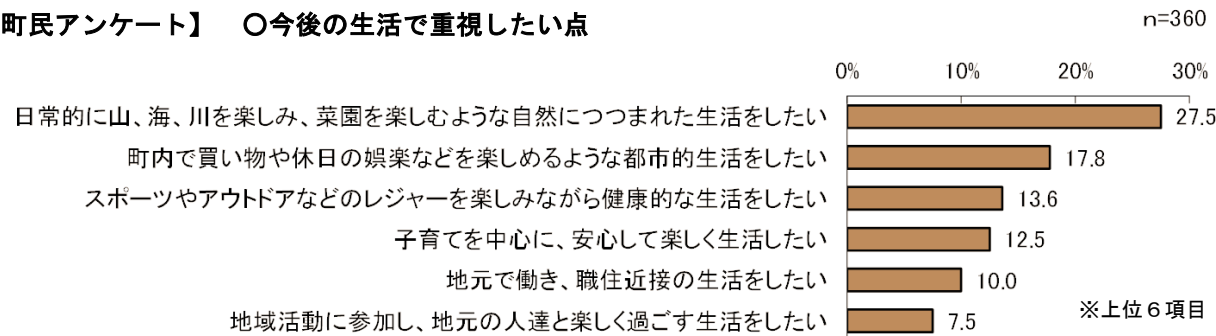 町民アンケート】 〇今後の生活で重視したい点
n=360
0% 10% 20% 30%
日常的に山、海、川を楽しみ、菜園を楽しむような自然につつまれた生活をしたい 27.5
町内で買い物や休日の娯楽などを楽しめるような都市的生活をしたい 17.8
スポーツやアウトドアなどのレジャーを楽しみながら健康的な生活をしたい 13.6
子育てを中心に、安心して楽しく生活したい 12.5
地元で働き、職住近接の生活をしたい 10.0
地域活動に参加し、地元の人達と楽しく過ごす生活をしたい 7.5
※上位６項目